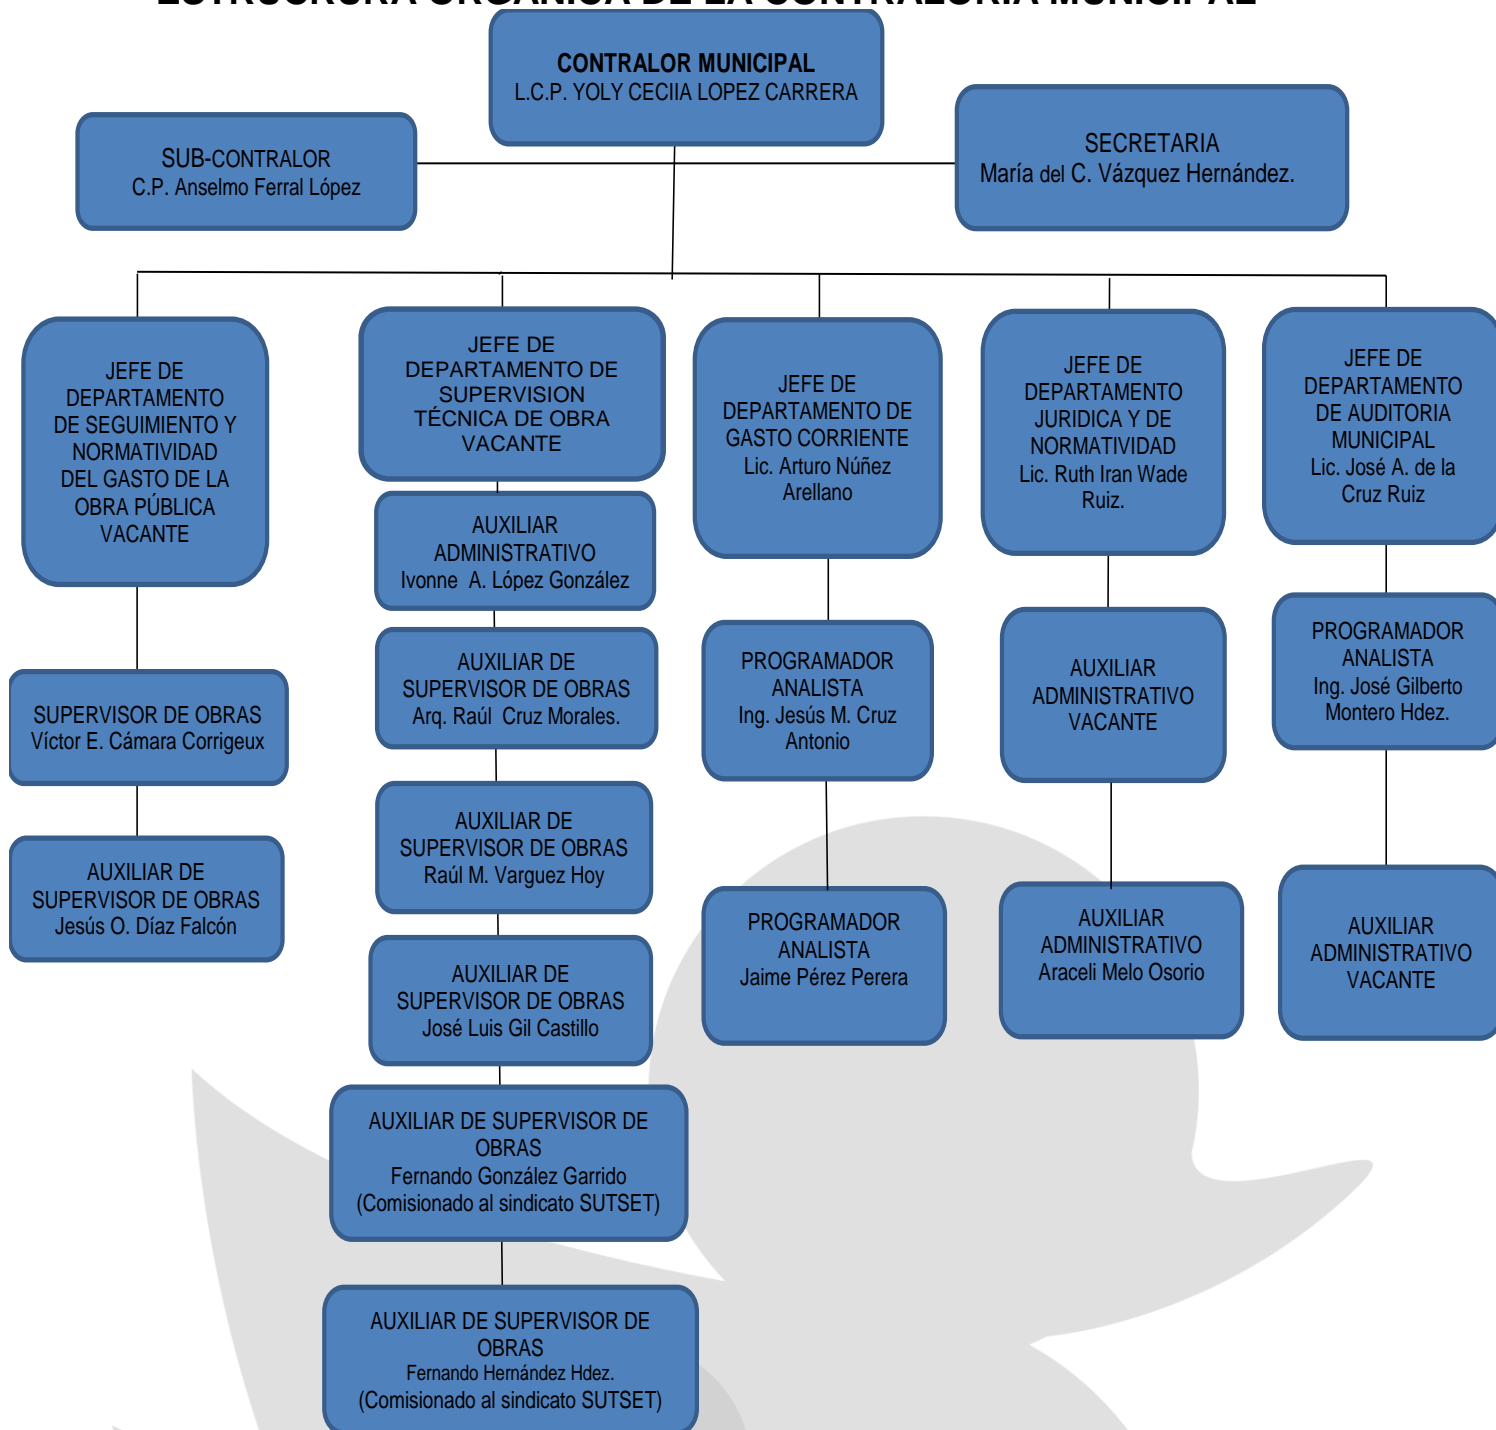 ESTRUCRURA ORGÁNICA DE LA CONTRALORÍA MUNICIPAL
CONTRALOR MUNICIPAL
L.C.P. YOLY CECIIA LOPEZ CARRERA
SUB-CONTRALOR
C.P. Anselmo Ferral López
SECRETARIA
María del C. Vázquez Hernández.
JEFE DE
DEPARTAMENTO
DE SEGUIMIENTO Y
NORMATIVIDAD
DEL GASTO DE LA
OBRA PÚBLICA
VACANTE
SUPERVISOR DE OBRAS
Víctor E. Cámara Corrigeux
AUXILIAR DE
SUPERVISOR DE OBRAS
Jesús O. Díaz Falcón
JEFE DE
DEPARTAMENTO DE
SUPERVISION
TÉCNICA DE OBRA
VACANTE
AUXILIAR
ADMINISTRATIVO
Ivonne  A. López González
AUXILIAR DE
SUPERVISOR DE OBRAS
Arq. Raúl  Cruz Morales.
AUXILIAR DE
SUPERVISOR DE OBRAS
Raúl M. Varguez Hoy
AUXILIAR DE
SUPERVISOR DE OBRAS
José Luis Gil Castillo
AUXILIAR DE SUPERVISOR DE
OBRAS
Fernando González Garrido
(Comisionado al sindicato SUTSET)
AUXILIAR DE SUPERVISOR DE
OBRAS
Fernando Hernández Hdez.
(Comisionado al sindicato SUTSET)
JEFE DE
DEPARTAMENTO DE
GASTO CORRIENTE
Lic. Arturo Núñez
Arellano
PROGRAMADOR
ANALISTA
Ing. Jesús M. Cruz
Antonio
PROGRAMADOR
ANALISTA
Jaime Pérez Perera
JEFE DE
DEPARTAMENTO
JURIDICA Y DE
NORMATIVIDAD
Lic. Ruth Iran Wade
Ruiz.
AUXILIAR
ADMINISTRATIVO
VACANTE
AUXILIAR
ADMINISTRATIVO
Araceli Melo Osorio
JEFE DE
DEPARTAMENTO
DE AUDITORIA
MUNICIPAL
Lic. José A. de la
Cruz Ruiz
PROGRAMADOR
ANALISTA
Ing. José Gilberto
Montero Hdez.
AUXILIAR
ADMINISTRATIVO
VACANTE